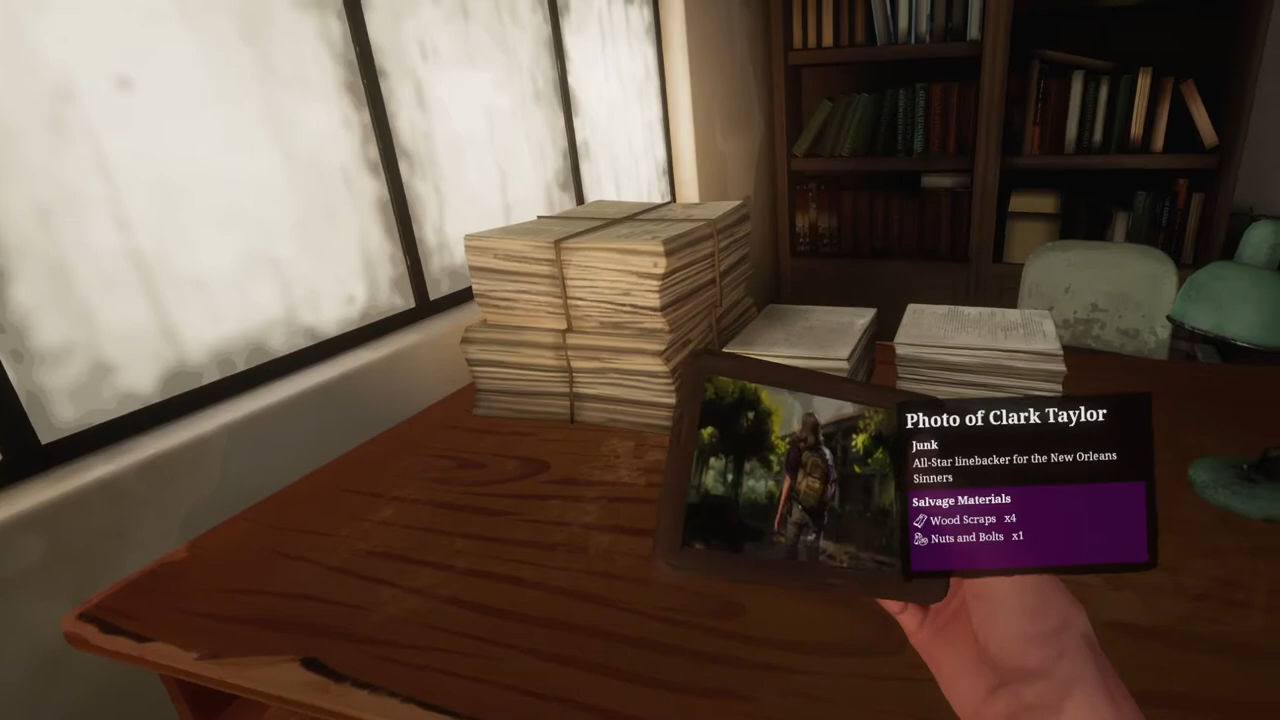 Photo of Clark Taylor
Junk
All-Star linebacker for the New Orleans
Sinners
Salvage Materials
Wood Scraps x4
Nuts and Bolts x1